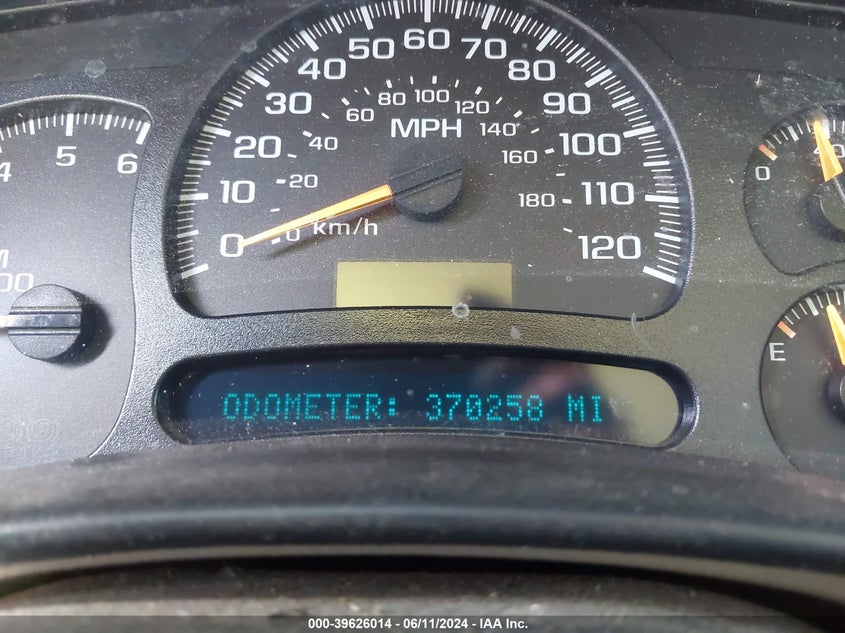 60
50 70
40 80
30 80 100 120 90
60 MPH 140
20 40 160 100
10 20 180 110
0 0 km/h 120
4 5 6
M
00
0 40
E
ODOMETER: 370258 MI
000-39626014 - 06/11/2024 - IAA Inc.